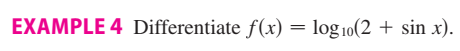 EXAMPLE 4 Differentiate f(x) = log₁₀(2 + sin x).